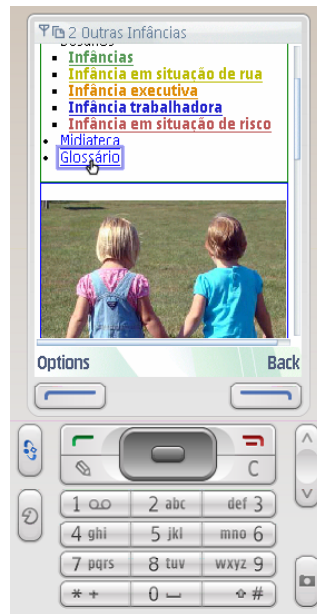 2 Outras Infâncias
Desafios
Infâncias
Infância em situação de rua
Infância executiva
Infância trabalhadora
Infância em situação de risco
Midiateca
Glossário
Options Back
C
1 2 abc def 3
4 ghi 5 jkl mno 6
7 pqrs 8 tuv wxyz 9
* + 0 #